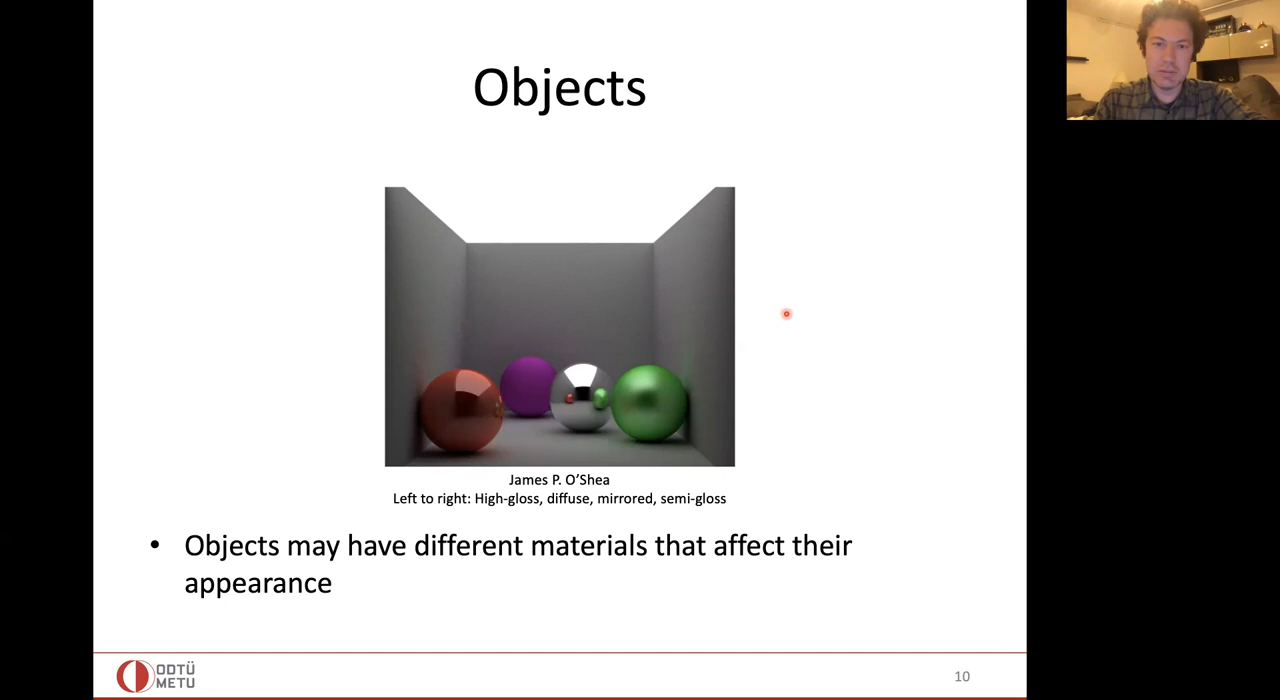 Objects
James P. O'Shea
Left to right: High-gloss, diffuse, mirrored, semi-gloss
• Objects may have different materials that affect their
appearance
ODTÜ
METU
10